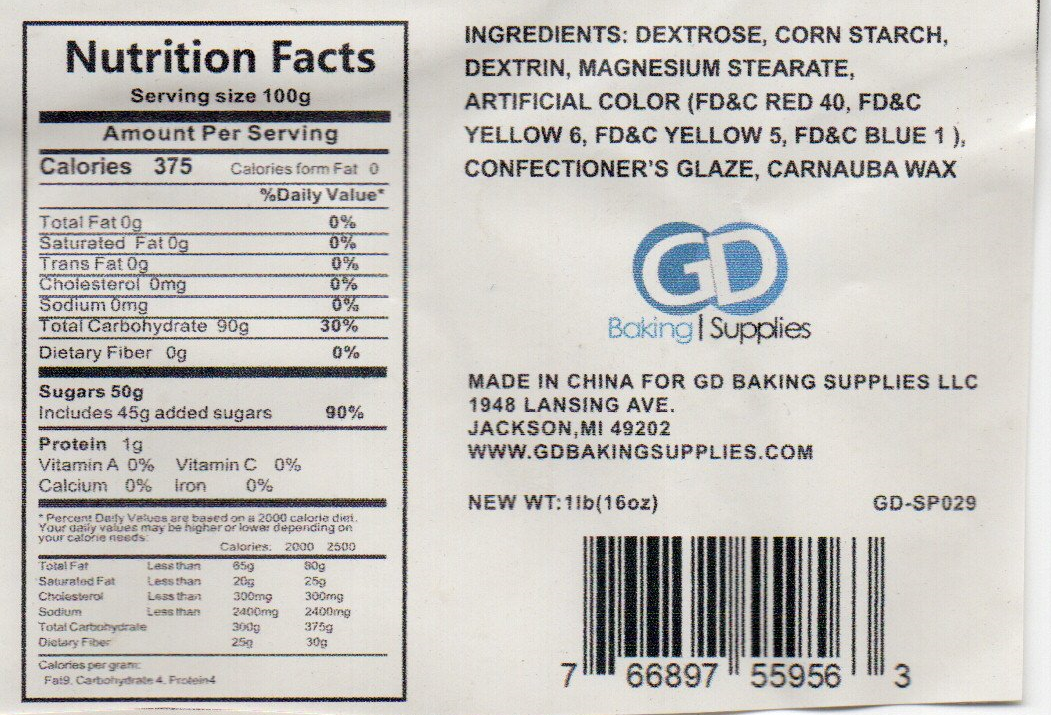 Nutrition Facts
Serving size 100g
Amount Per Serving
Calories 375 Calories form Fat 0
%Daily Value*
Total Fat 0g 0%
Saturated Fat 0g 0%
Trans Fat 0g 0%
Cholesterol 0mg 0%
Sodium 0mg 0%
Total Carbohydrate 90g 30%
Dietary Fiber 0g 0%
Sugars 50g
Includes 45g added sugars 90%
Protein 1g
Vitamin A 0% Vitamin C 0%
Calcium 0% Iron 0%
* Percent Daily Values are based on a 2000 calorie diet.
Your daily values may be higher or lower depending on
your calorie needs:
Calories: 2000 2500
Total Fat Less than 65g 80g
Saturated Fat Less than 20g 25g
Cholesterol Less than 300mg 300mg
Sodium Less than 2400mg 2400mg
Total Carbohydrate 300g 375g
Dietary Fiber 25g 30g
Calories per gram:
Fat9. Carbohydrate 4. Protein4
INGREDIENTS: DEXTROSE, CORN STARCH,
DEXTRIN, MAGNESIUM STEARATE,
ARTIFICIAL COLOR (FD&C RED 40, FD&C
YELLOW 6, FD&C YELLOW 5, FD&C BLUE 1 ),
CONFECTIONER'S GLAZE, CARNAUBA WAX
GD
Baking|Supplies
MADE IN CHINA FOR GD BAKING SUPPLIES LLC
1948 LANSING AVE.
JACKSON,MI 49202
WWW.GDBAKINGSUPPLIES.COM
NEW WT:1lb(16oz) GD-SP029
7 66897 55956 3